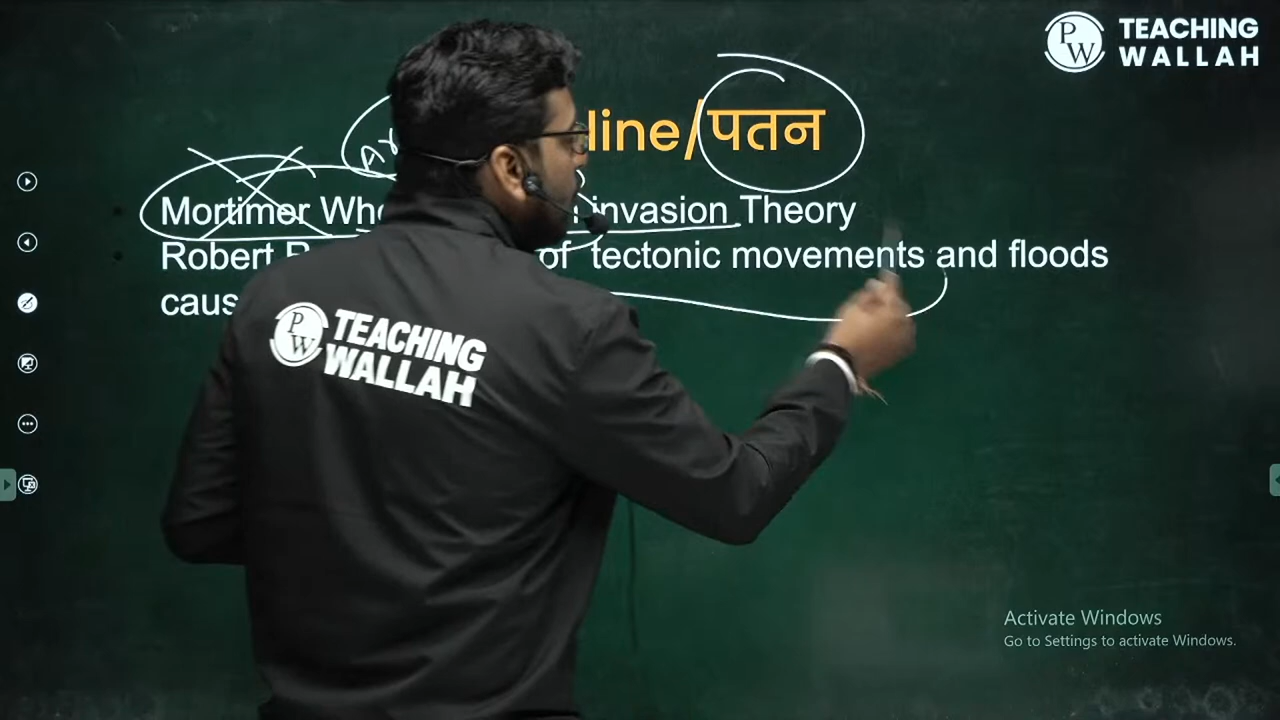 TEACHING
WALLAH
line/पतन
Mortimer Whe invasion Theory
Robert of tectonic movements and floods
caus
PW TEACHING
WALLAH
Activate Windows
Go to Settings to activate Windows.